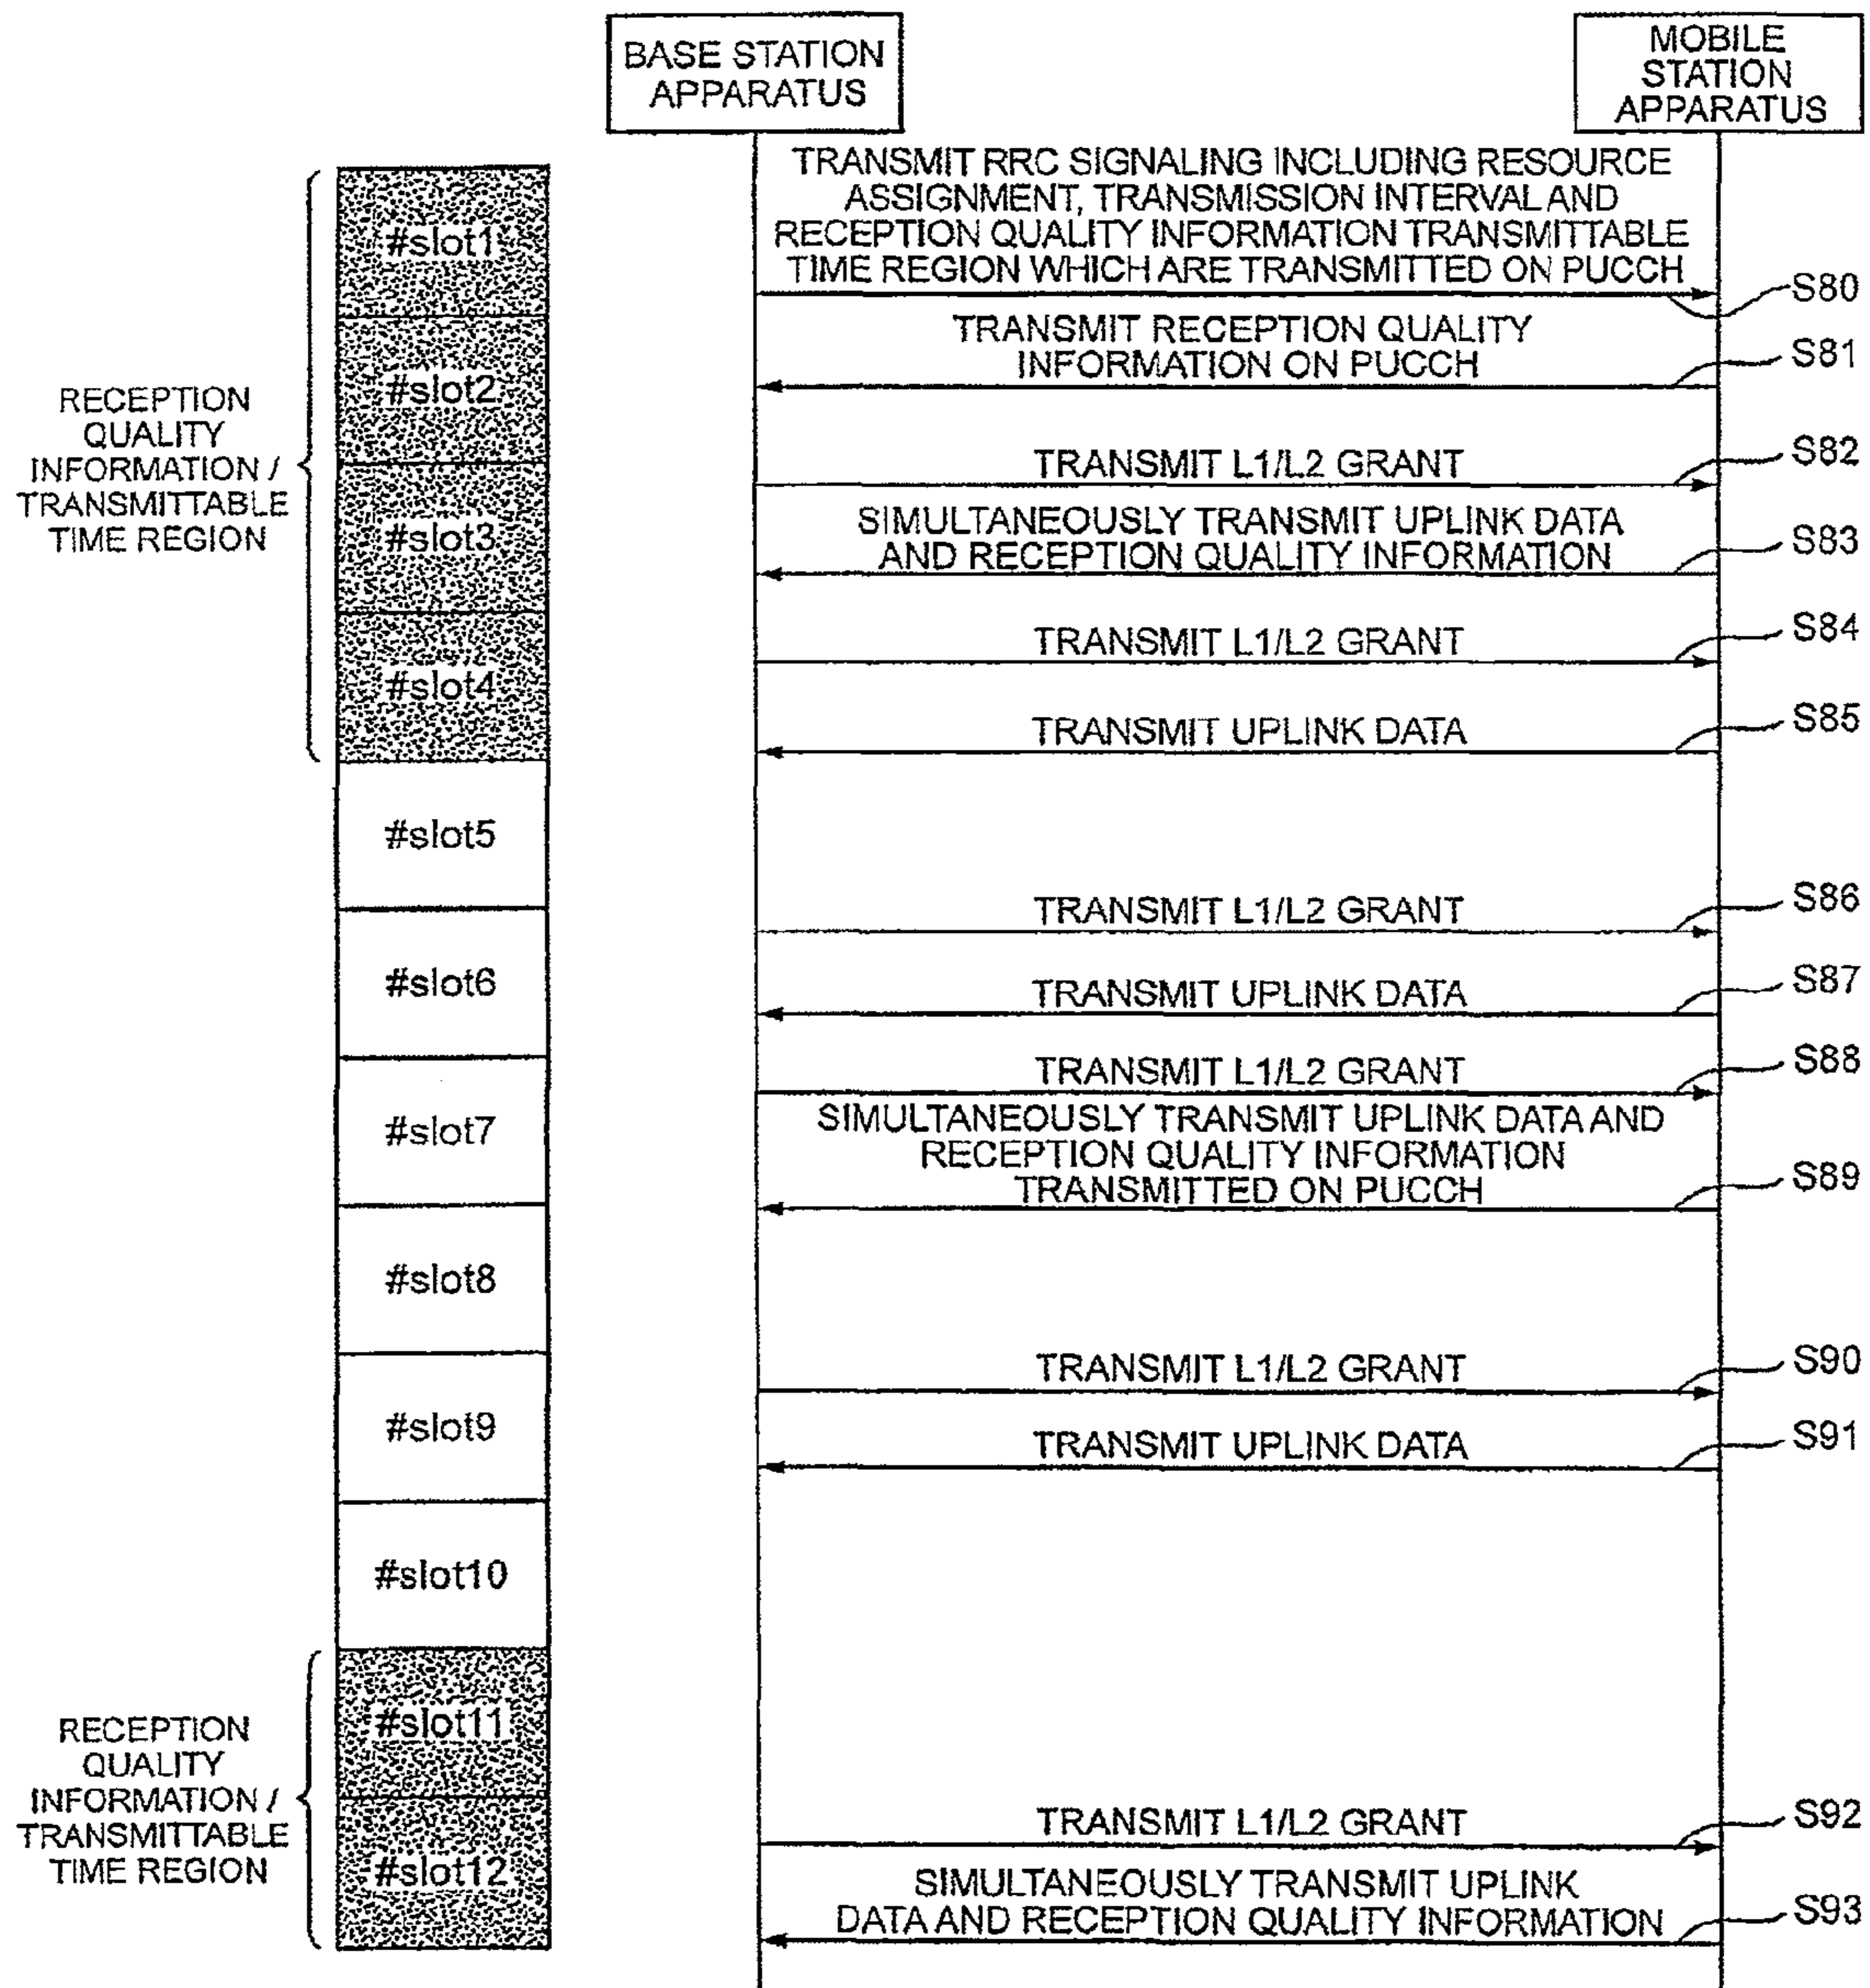 BASE STATION
APPARATUS
MOBILE
STATION
APPARATUS
TRANSMIT RRC SIGNALING INCLUDING RESOURCE
ASSIGNMENT, TRANSMISSION INTERVAL AND
RECEPTION QUALITY INFORMATION TRANSMITTABLE
TIME REGION WHICH ARE TRANSMITTED ON PUCCH
S80
TRANSMIT RECEPTION QUALITY
INFORMATION ON PUCCH
S81
TRANSMIT L1/L2 GRANT
S82
SIMULTANEOUSLY TRANSMIT UPLINK DATA
AND RECEPTION QUALITY INFORMATION
S83
TRANSMIT L1/L2 GRANT
S84
TRANSMIT UPLINK DATA
S85
TRANSMIT L1/L2 GRANT
S86
TRANSMIT UPLINK DATA
S87
TRANSMIT L1/L2 GRANT
S88
SIMULTANEOUSLY TRANSMIT UPLINK DATA AND
RECEPTION QUALITY INFORMATION
TRANSMITTED ON PUCCH
S89
TRANSMIT L1/L2 GRANT
S90
TRANSMIT UPLINK DATA
S91
TRANSMIT L1/L2 GRANT
S92
SIMULTANEOUSLY TRANSMIT UPLINK
DATA AND RECEPTION QUALITY INFORMATION
S93
RECEPTION
QUALITY
INFORMATION /
TRANSMITTABLE
TIME REGION
#slot1
#slot2
#slot3
#slot4
#slot5
#slot6
#slot7
#slot8
#slot9
#slot10
RECEPTION
QUALITY
INFORMATION /
TRANSMITTABLE
TIME REGION
#slot11
#slot12